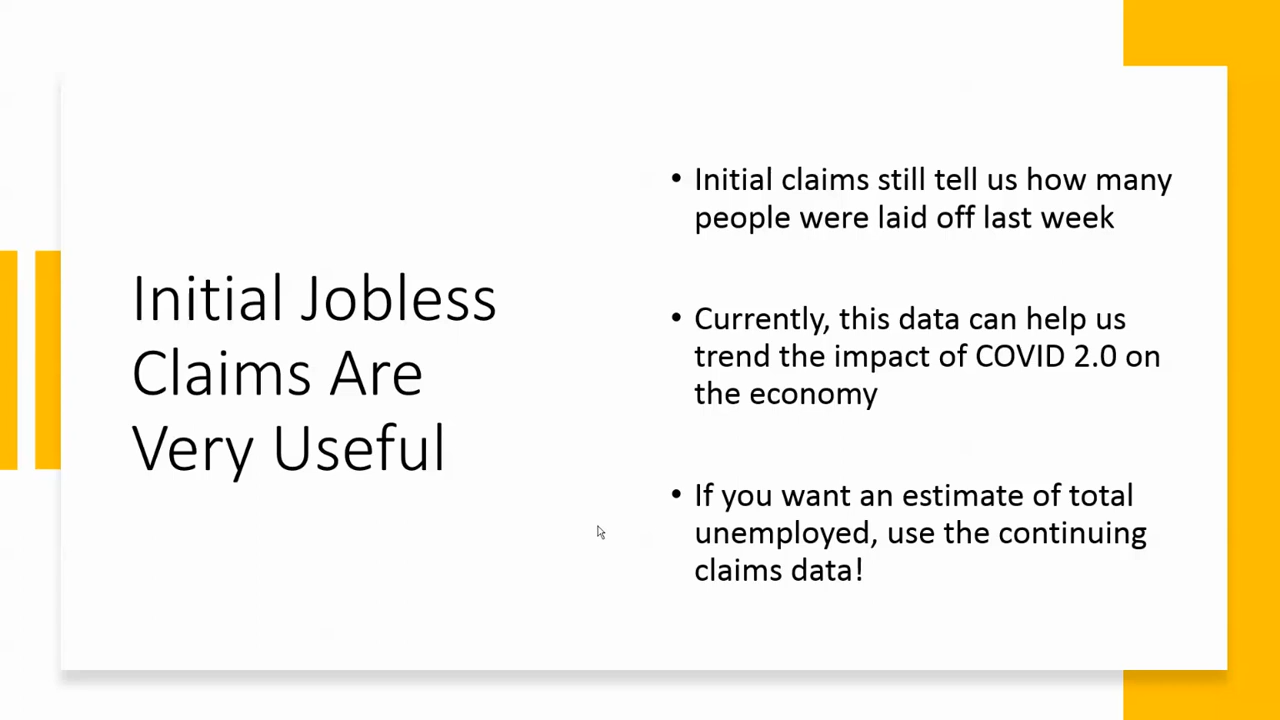 Initial Jobless
Claims Are
Very Useful
• Initial claims still tell us how many
people were laid off last week
• Currently, this data can help us
trend the impact of COVID 2.0 on
the economy
• If you want an estimate of total
unemployed, use the continuing
claims data!